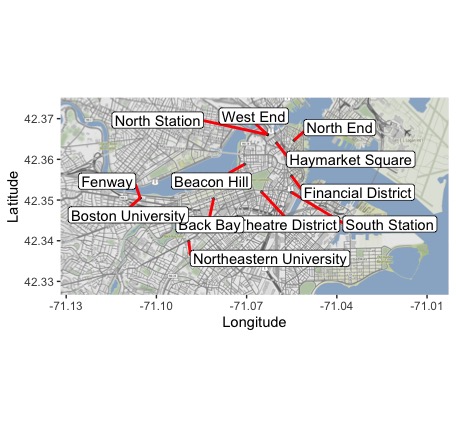 42.37
42.36
42.35
42.34
42.33
Latitude
North Station
West End
North End
Haymarket Square
Fenway
Beacon Hill
Financial District
Boston University
Back Bay
heatre District
South Station
Northeastern University
-71.13
-71.10
-71.07
-71.04
-71.01
Longitude